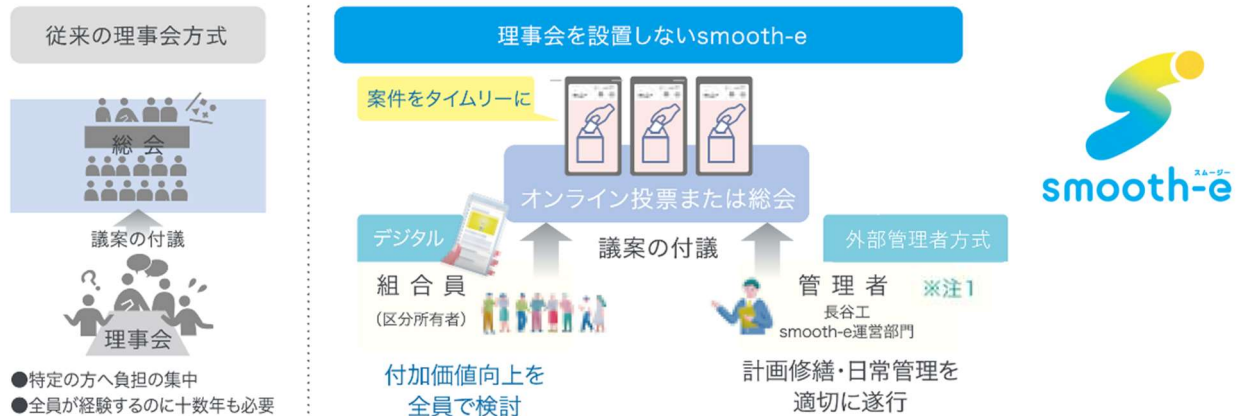 従来の理事会方式
総会
議案の付議
理事会
●特定の方へ負担の集中
●全員が経験するのに十数年も必要
理事会を設置しないsmooth-e
案件をタイムリーに
オンライン投票または総会
デジタル
議案の付議
外部管理者方式
組合員
(区分所有者)
管理者 ※注1
長谷工
smooth-e運営部門
付加価値向上を
全員で検討
計画修繕・日常管理を
適切に遂行
スムージー
smooth-e